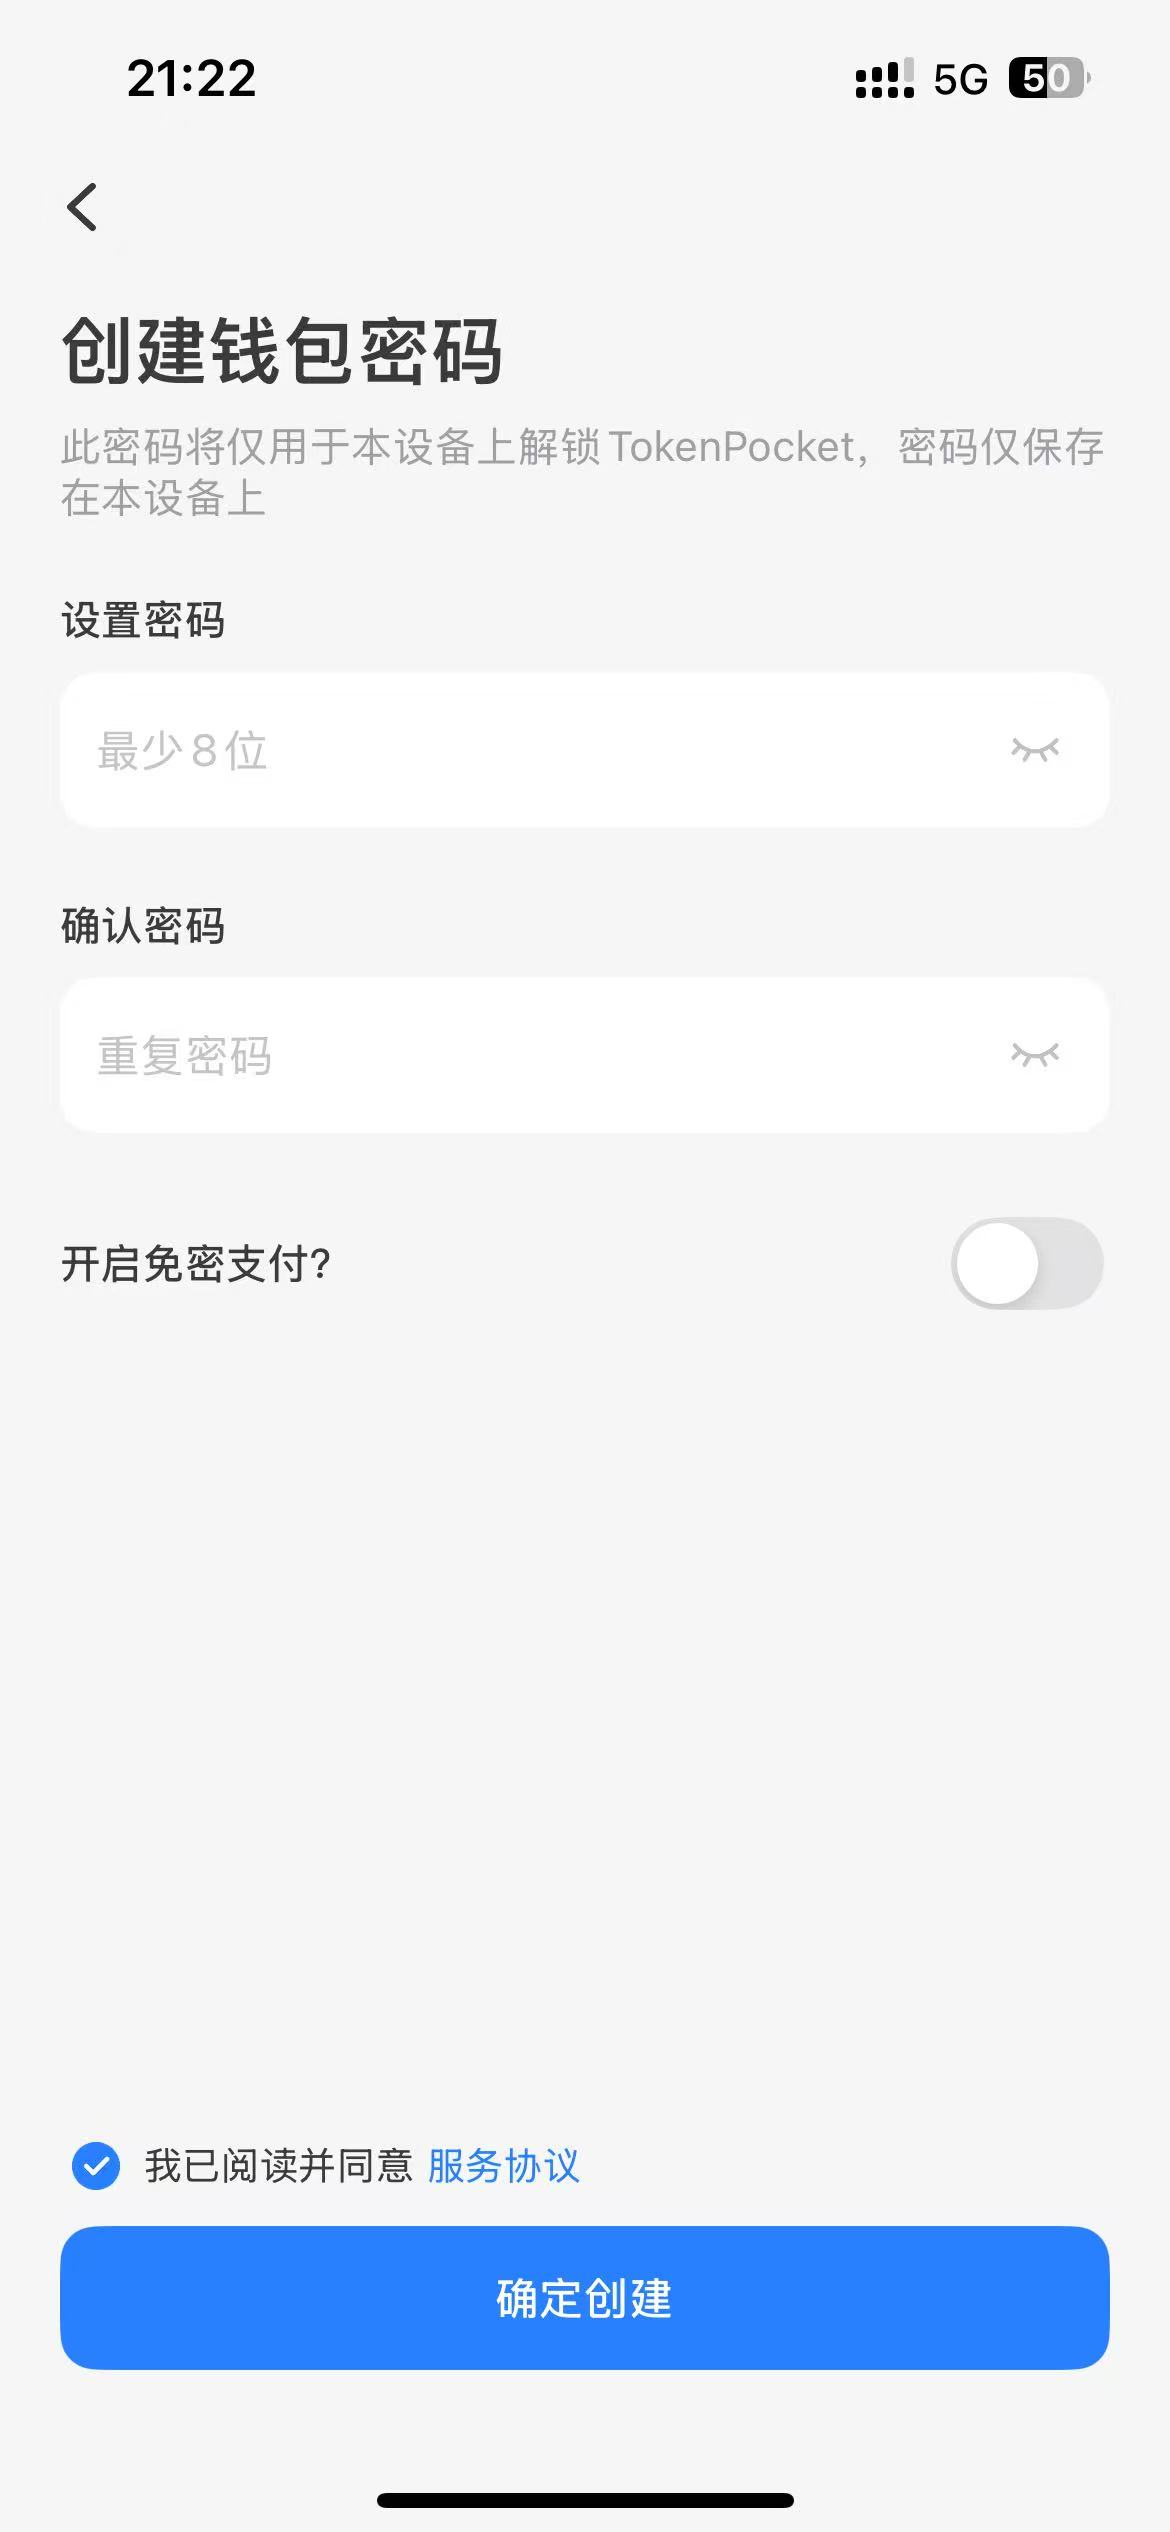 21:22 5G 50
创建钱包密码
此密码将仅用于本设备上解锁TokenPocket，密码仅保存
在本设备上
设置密码
最少8位
确认密码
重复密码
开启免密支付?
我已阅读并同意 服务协议
确定创建